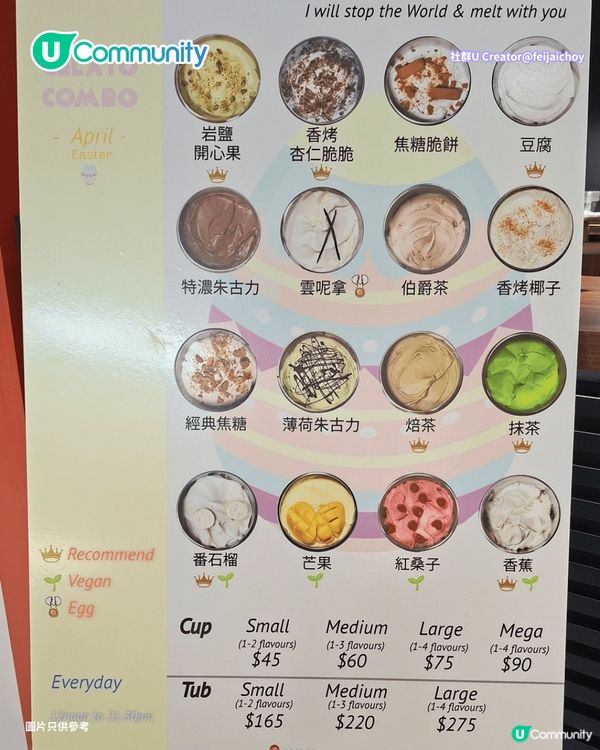 I will stop the World & melt with you
U Community
社群U Creator@feijaichoy
COMBO
- April -
Easter
岩鹽
開心果
香烤
杏仁脆脆
焦糖脆餅
豆腐
特濃朱古力
雲呢拿
伯爵茶
香烤椰子
經典焦糖
薄荷朱古力
焙茶
抹茶
番石榴
芒果
紅桑子
香蕉
Recommend
Vegan
Egg
Cup
Small
(1-2 flavours)
$45
Medium
(1-3 flavours)
$60
Large
(1-4 flavours)
$75
Mega
(1-4 flavours)
$90
Everyday
12noon to 21:30pm
Tub
Small
(1-2 flavours)
$165
Medium
(1-3 flavours)
$220
Large
(1-4 flavours)
$275
圖片只供參考
U Community